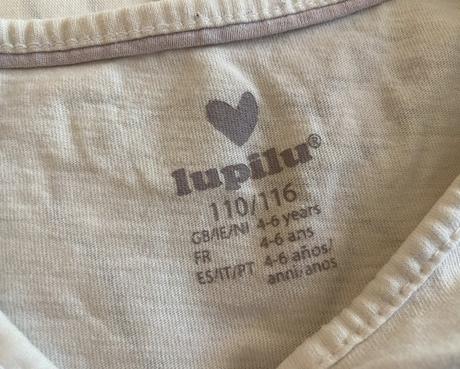 lupilu®
110/116
GB/IE/NI 4-6 years
FR 4-6 ans
ES/IT/PT 4-6 años/
anni/anos